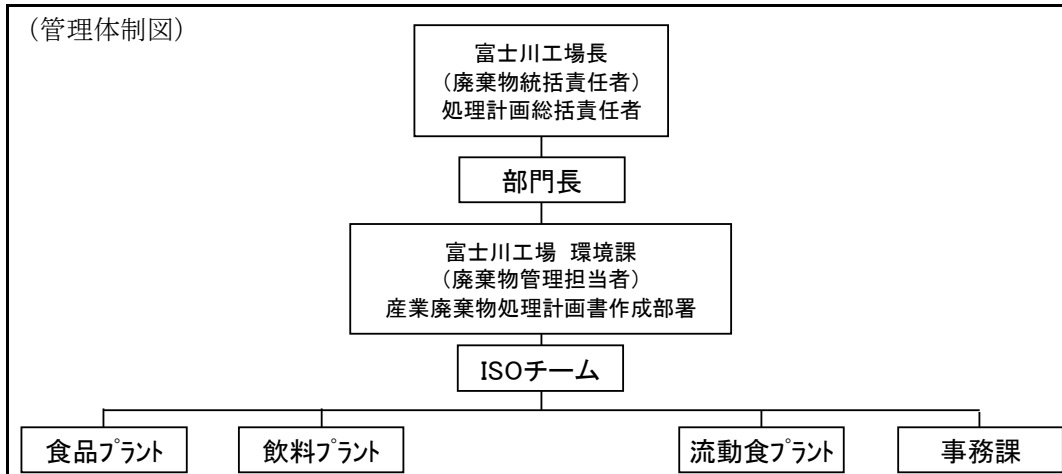 （管理体制図）
富士川工場長
（廃棄物統括責任者）
処理計画総括責任者
部門長
富士川工場 環境課
（廃棄物管理担当者）
産業廃棄物処理計画書作成部署
ISOチーム
食品ﾌﾟﾗﾝﾄ
飲料ﾌﾟﾗﾝﾄ
流動食ﾌﾟﾗﾝﾄ
事務課